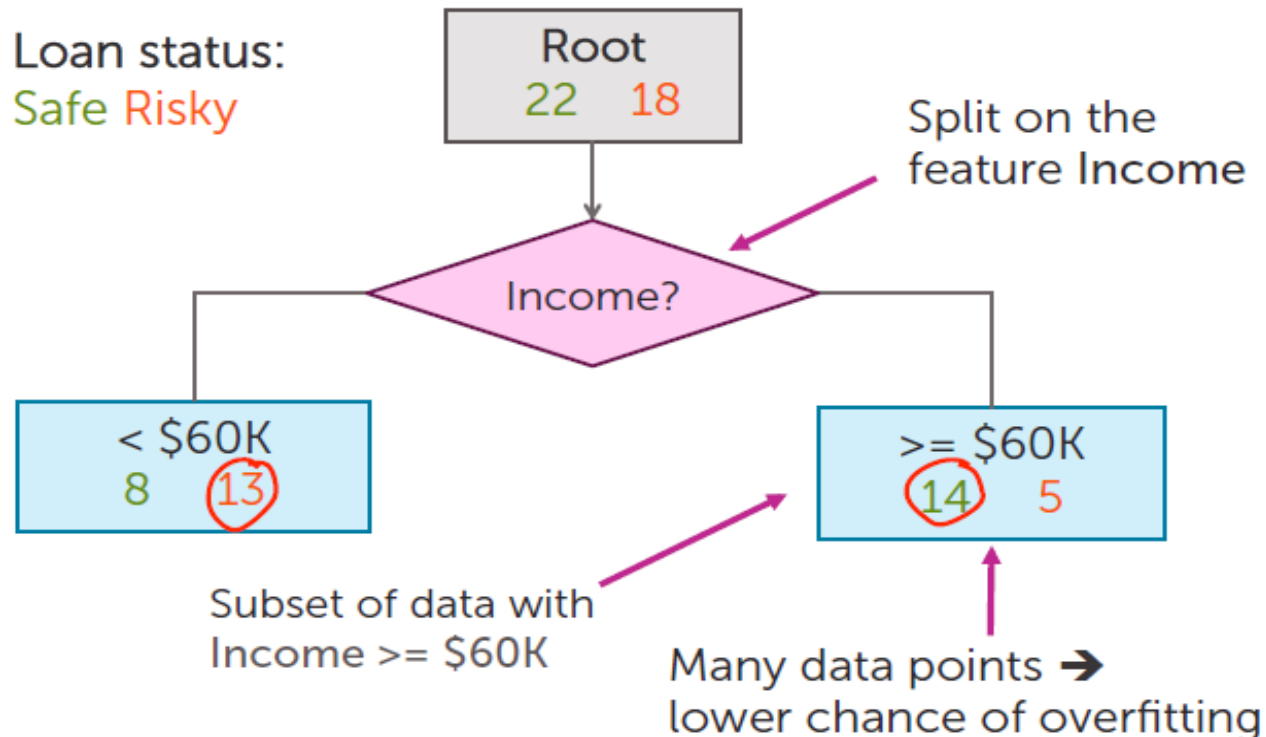 Loan status:
Safe Risky
Root
22 18
Split on the
feature Income
Income?
< $60K
8 13
>= $60K
14 5
Subset of data with
Income >= $60K
Many data points ➔
lower chance of overfitting